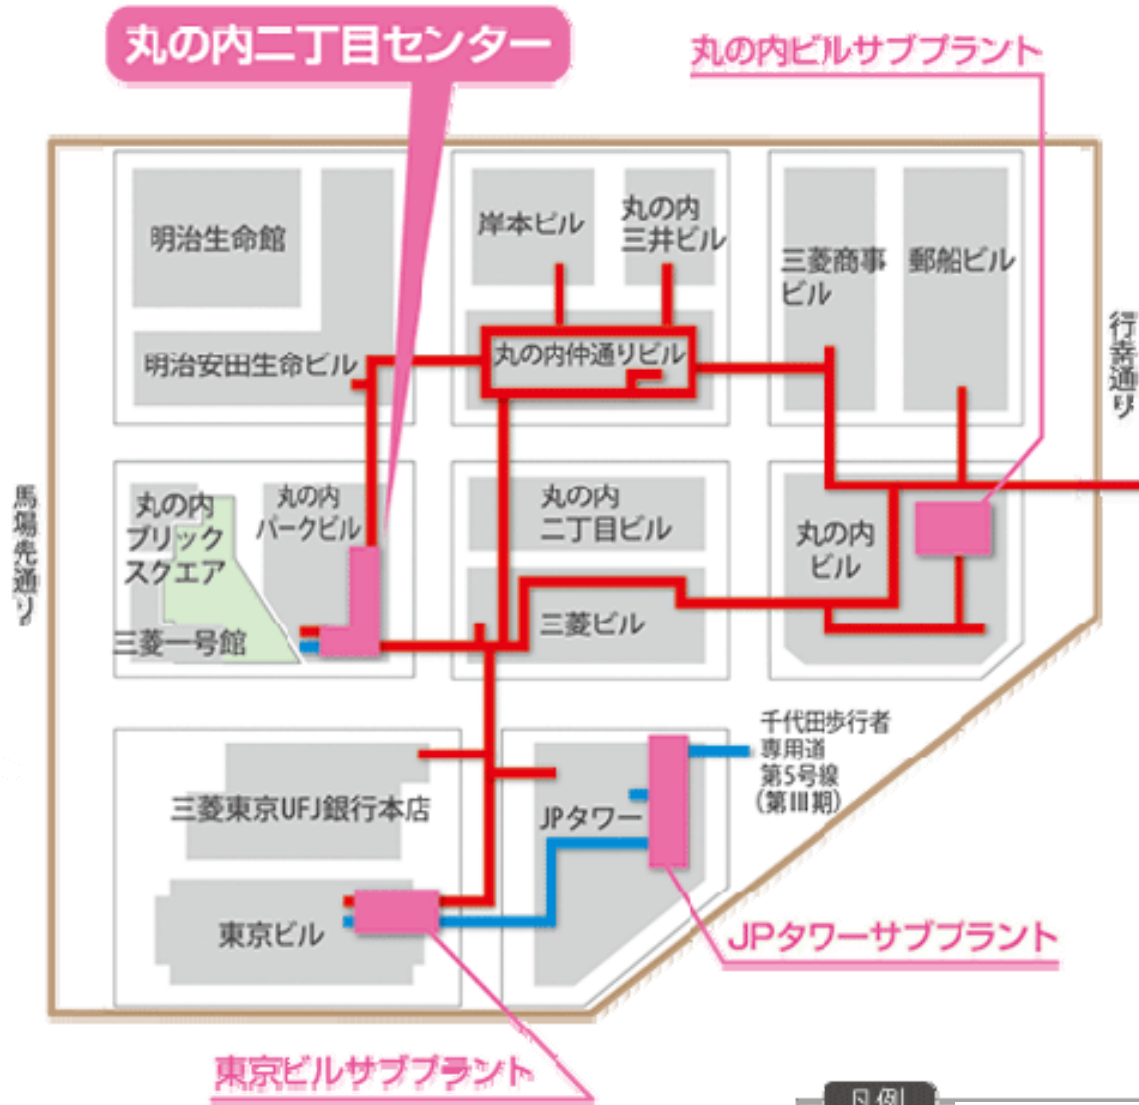 丸の内二丁目センター
丸の内ビルサブプラント
明治生命館
岸本ビル
丸の内
三井ビル
三菱商事
ビル
郵船ビル
明治安田生命ビル
丸の内仲通りビル
行幸通り
馬場先通り
丸の内
ブリック
スクエア
丸の内
パークビル
丸の内
二丁目ビル
丸の内
ビル
三菱一号館
三菱ビル
千代田歩行者
専用道
第5号線
(第Ⅲ期)
三菱東京UFJ銀行本店
JPタワー
東京ビル
JPタワーサブプラント
東京ビルサブプラント
凡例